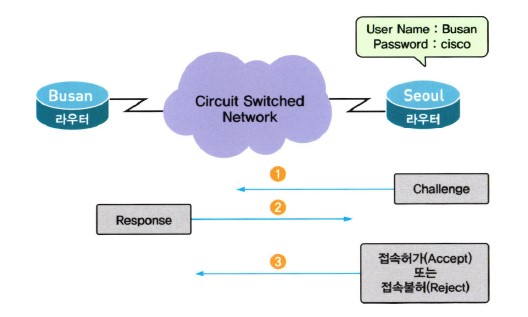 User Name : Busan
Password : cisco
Busan
라우터
Circuit Switched
Network
Seoul
라우터
1
Challenge
2
Response
3
접속허가(Accept)
또는
접속불허(Reject)